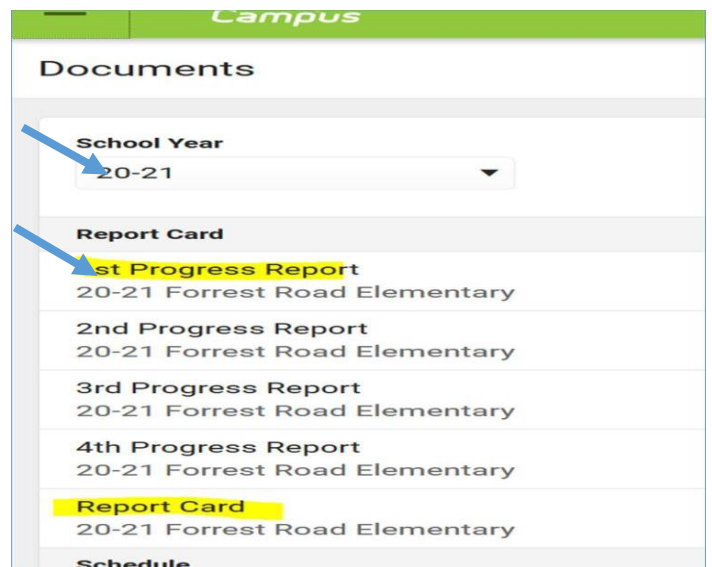 Campus
Documents
School Year
20-21
Report Card
1st Progress Report
20-21 Forrest Road Elementary
2nd Progress Report
20-21 Forrest Road Elementary
3rd Progress Report
20-21 Forrest Road Elementary
4th Progress Report
20-21 Forrest Road Elementary
Report Card
20-21 Forrest Road Elementary
Schedule